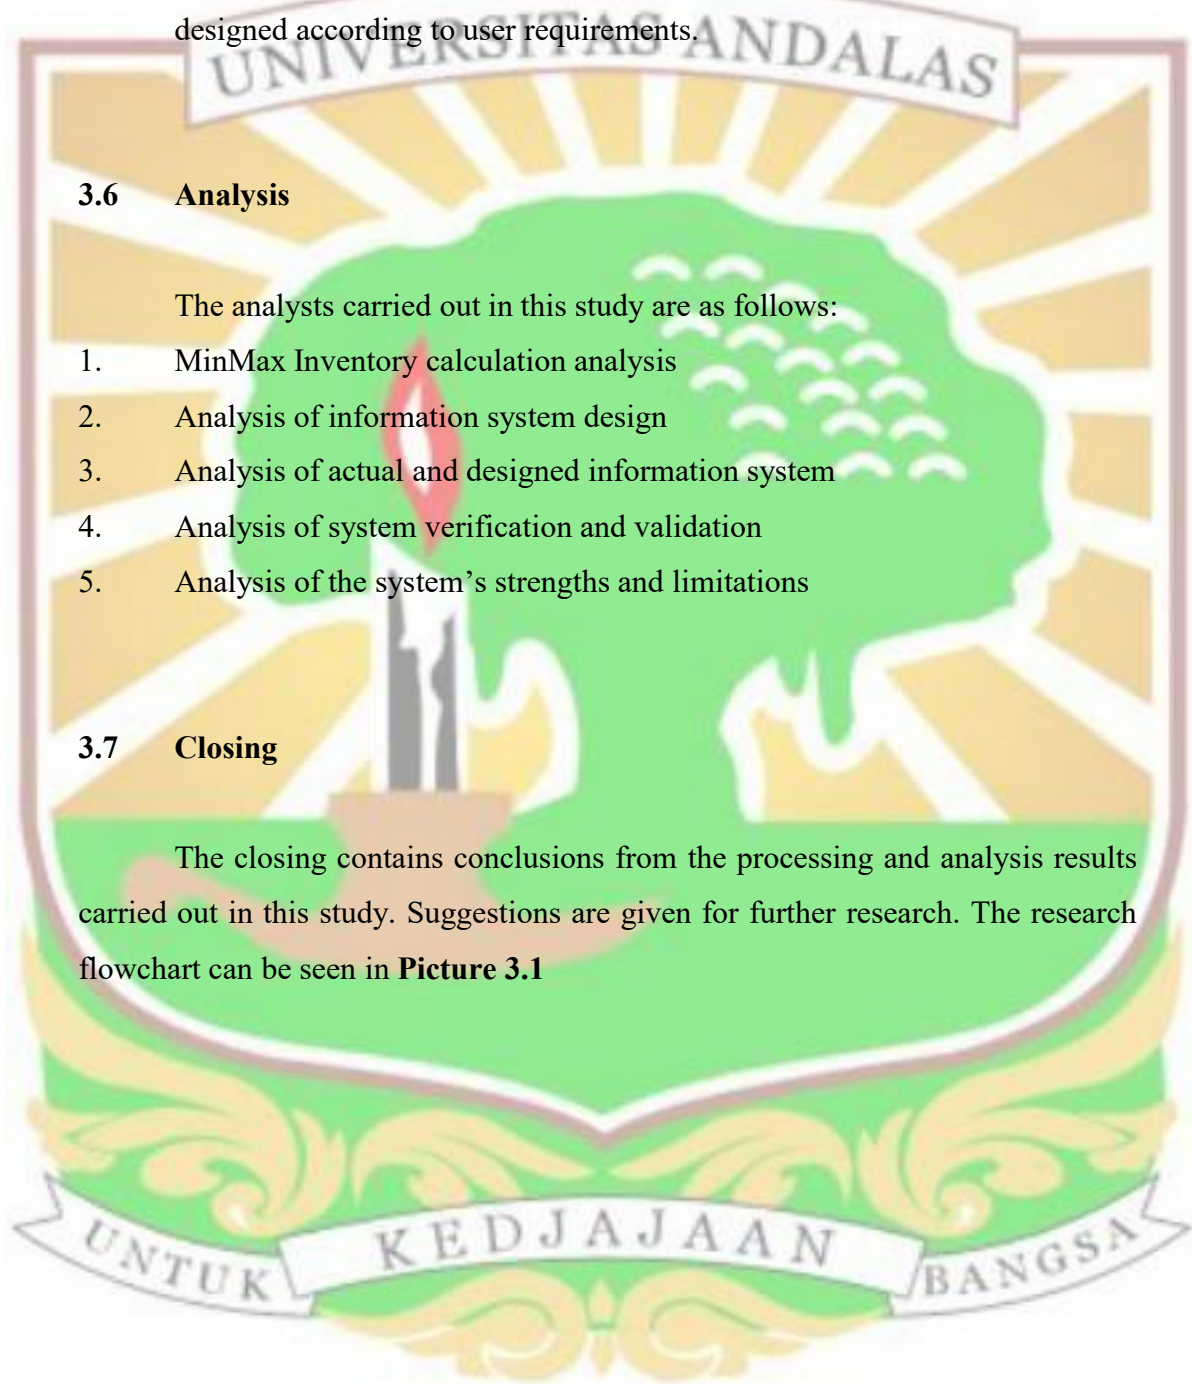 designed according to user requirements.
UNIVERSITAS ANDALAS
3.6 Analysis
The analysts carried out in this study are as follows:
1. MinMax Inventory calculation analysis
2. Analysis of information system design
3. Analysis of actual and designed information system
4. Analysis of system verification and validation
5. Analysis of the system’s strengths and limitations
3.7 Closing
The closing contains conclusions from the processing and analysis results
carried out in this study. Suggestions are given for further research. The research
flowchart can be seen in Picture 3.1
UNTUK KEDJAJAAN BANGSA